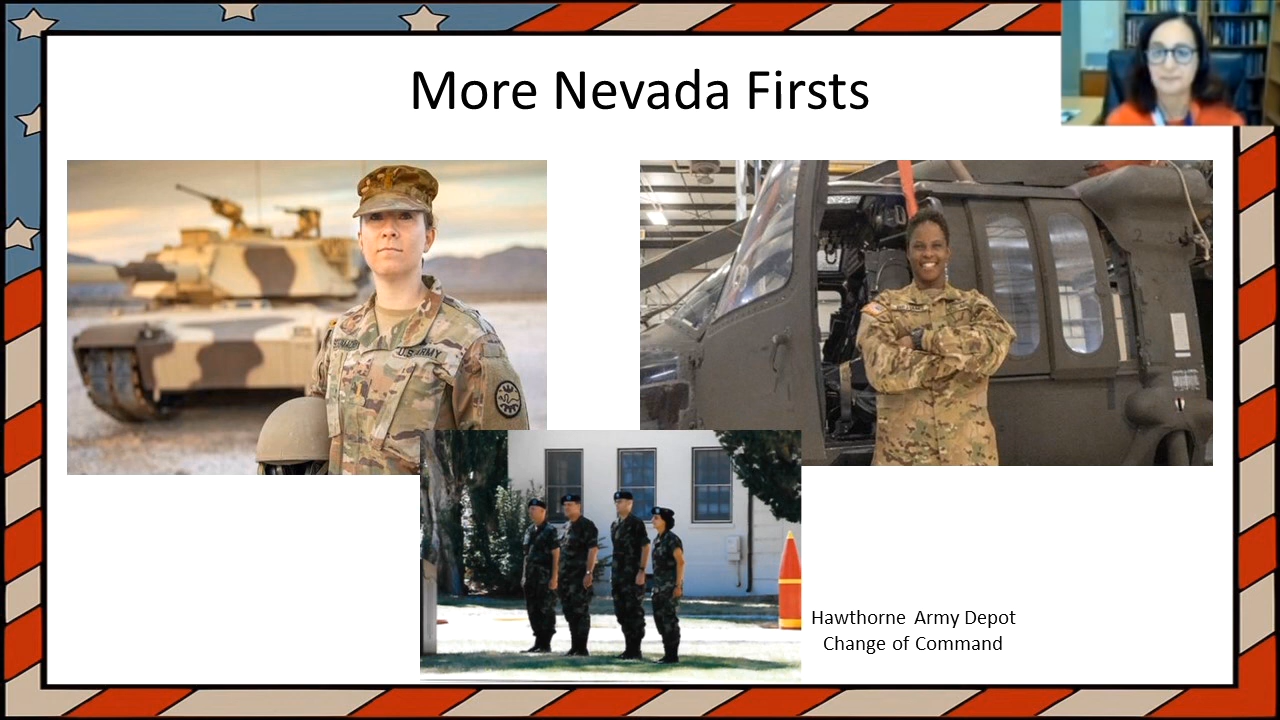 More Nevada Firsts
U.S. ARMY
Hawthorne Army Depot
Change of Command